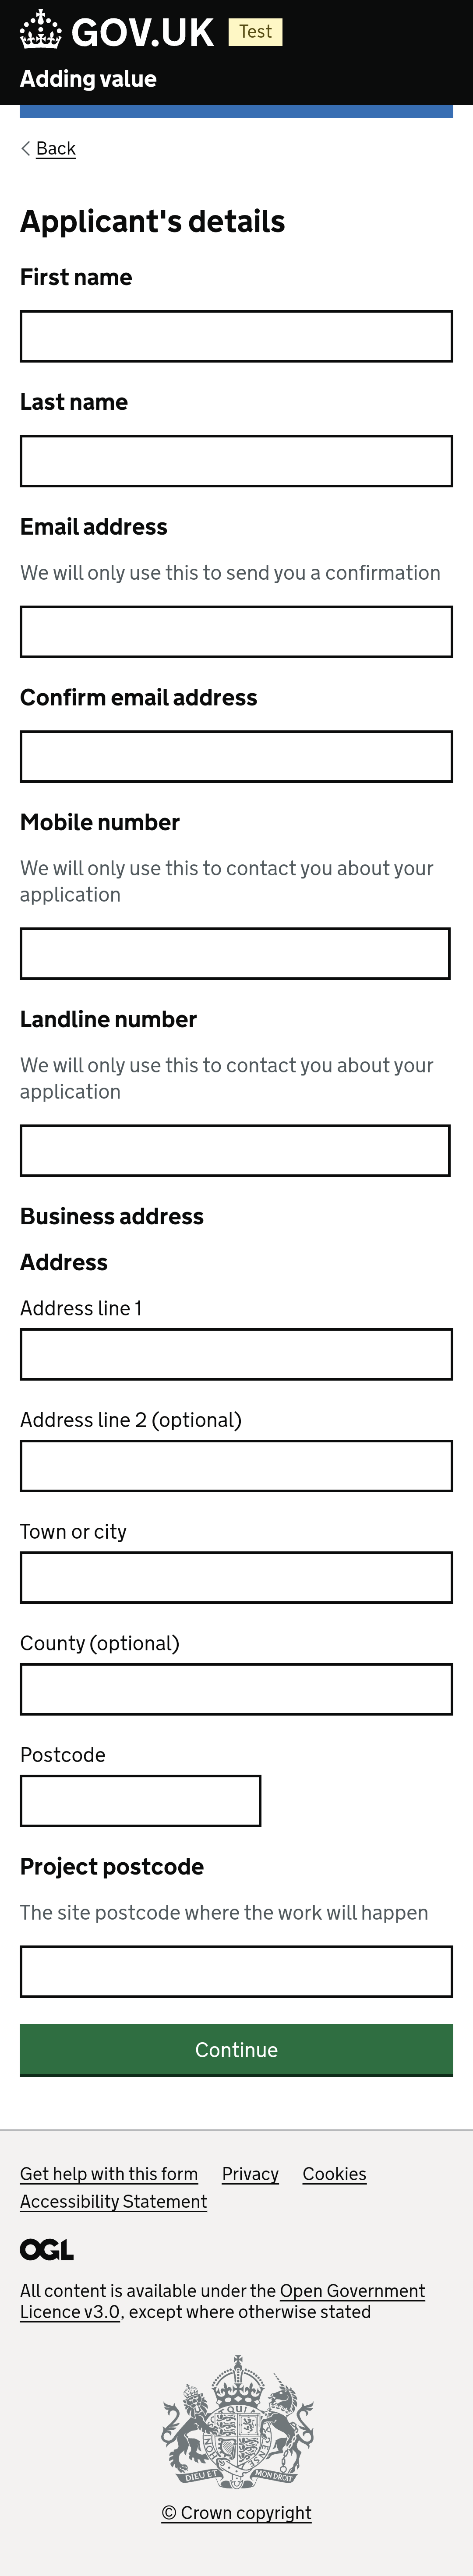 GOV.UK Test
Adding value
Back
Applicant's details
First name
Last name
Email address
We will only use this to send you a confirmation
Confirm email address
Mobile number
We will only use this to contact you about your
application
Landline number
We will only use this to contact you about your
application
Business address
Address
Address line 1
Address line 2 (optional)
Town or city
County (optional)
Postcode
Project postcode
The site postcode where the work will happen
Continue
Get help with this form Privacy Cookies
Accessibility Statement
OGL
All content is available under the Open Government
Licence v3.0, except where otherwise stated
DIEU ET MON DROIT
© Crown copyright